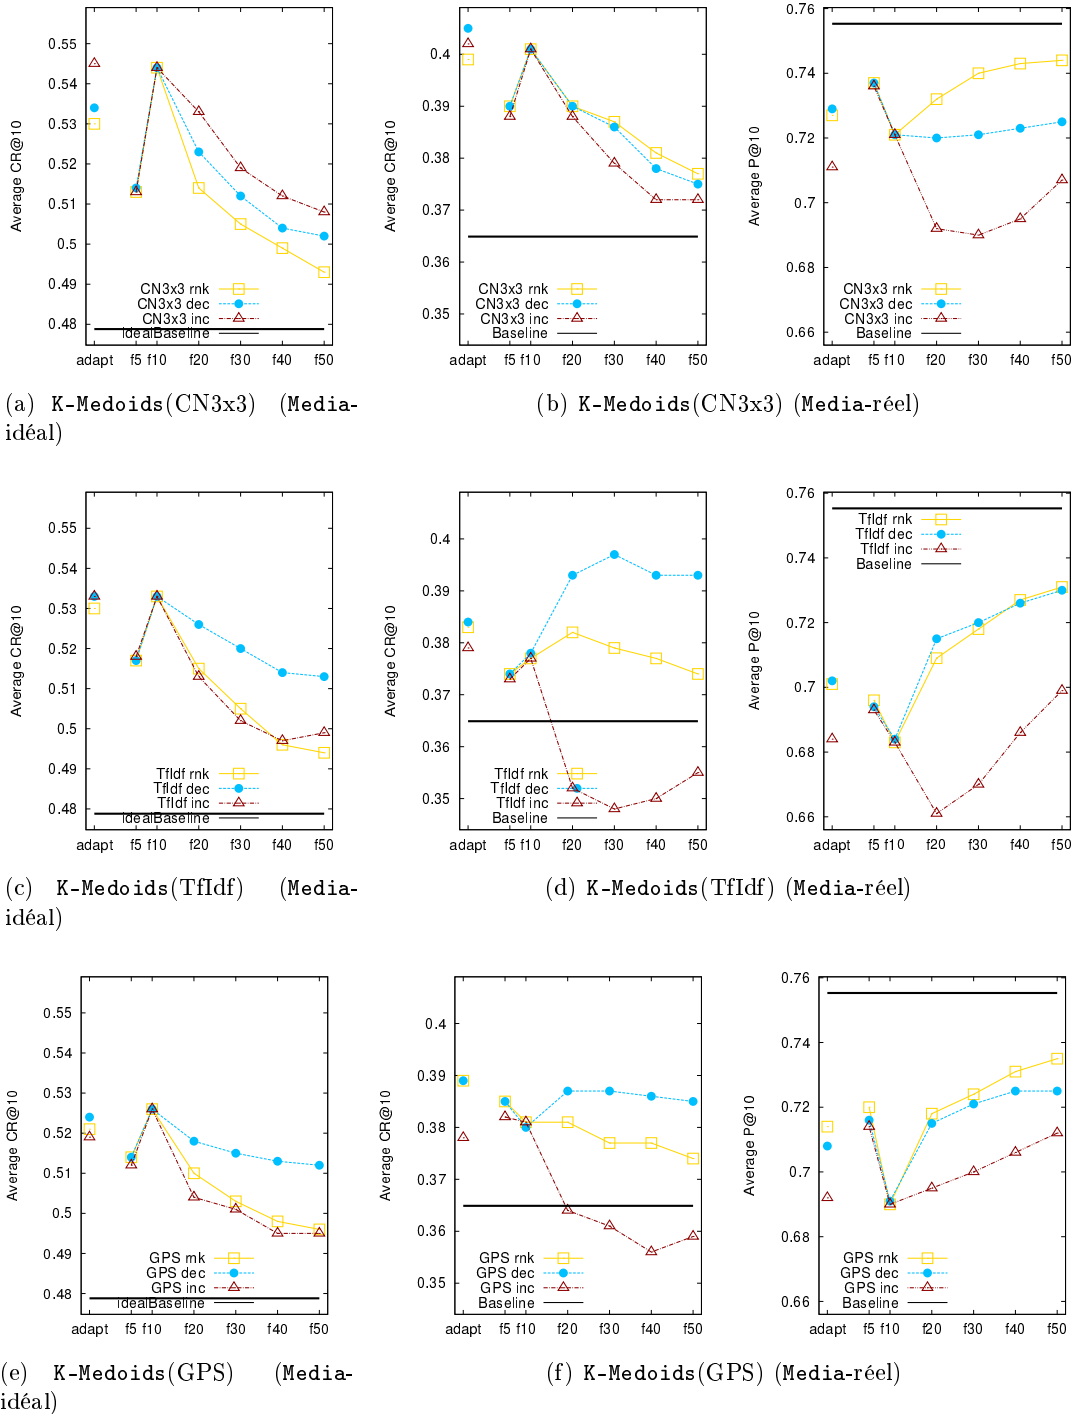 0.55
0.54
0.53
0.52
0.51
0.5
0.49
0.48
Average CR@10
CN3x3 rnk
CN3x3 dec
CN3x3 inc
idealBaseline
adapt f5 f10 f20 f30 f40 f50
0.4
0.39
0.38
0.37
0.36
0.35
Average CR@10
CN3x3 rnk
CN3x3 dec
CN3x3 inc
Baseline
adapt f5 f10 f20 f30 f40 f50
0.76
0.74
0.72
0.7
0.68
0.66
Average P@10
CN3x3 rnk
CN3x3 dec
CN3x3 inc
Baseline
adapt f5 f10 f20 f30 f40 f50
(a) K-Medoids(CN3x3) (Media-
idéal)
(b) K-Medoids(CN3x3) (Media-réel)
0.55
0.54
0.53
0.52
0.51
0.5
0.49
0.48
Average CR@10
TfIdf rnk
TfIdf dec
TfIdf inc
idealBaseline
adapt f5 f10 f20 f30 f40 f50
0.4
0.39
0.38
0.37
0.36
0.35
Average CR@10
TfIdf rnk
TfIdf dec
TfIdf inc
Baseline
adapt f5 f10 f20 f30 f40 f50
0.76
0.74
0.72
0.7
0.68
0.66
Average P@10
TfIdf rnk
TfIdf dec
TfIdf inc
Baseline
adapt f5 f10 f20 f30 f40 f50
(c) K-Medoids(TfIdf) (Media-
idéal)
(d) K-Medoids(TfIdf) (Media-réel)
0.55
0.54
0.53
0.52
0.51
0.5
0.49
0.48
Average CR@10
GPS rnk
GPS dec
GPS inc
idealBaseline
adapt f5 f10 f20 f30 f40 f50
0.4
0.39
0.38
0.37
0.36
0.35
Average CR@10
GPS rnk
GPS dec
GPS inc
Baseline
adapt f5 f10 f20 f30 f40 f50
0.76
0.74
0.72
0.7
0.68
0.66
Average P@10
GPS rnk
GPS dec
GPS inc
Baseline
adapt f5 f10 f20 f30 f40 f50
(e) K-Medoids(GPS) (Media-
idéal)
(f) K-Medoids(GPS) (Media-réel)